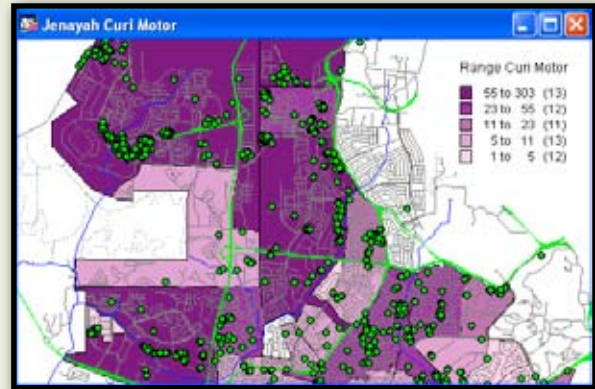 Jenayah Curi Motor
Range Curi Motor
55 to 303 (13)
23 to 55 (12)
11 to 23 (11)
5 to 11 (13)
1 to 5 (12)